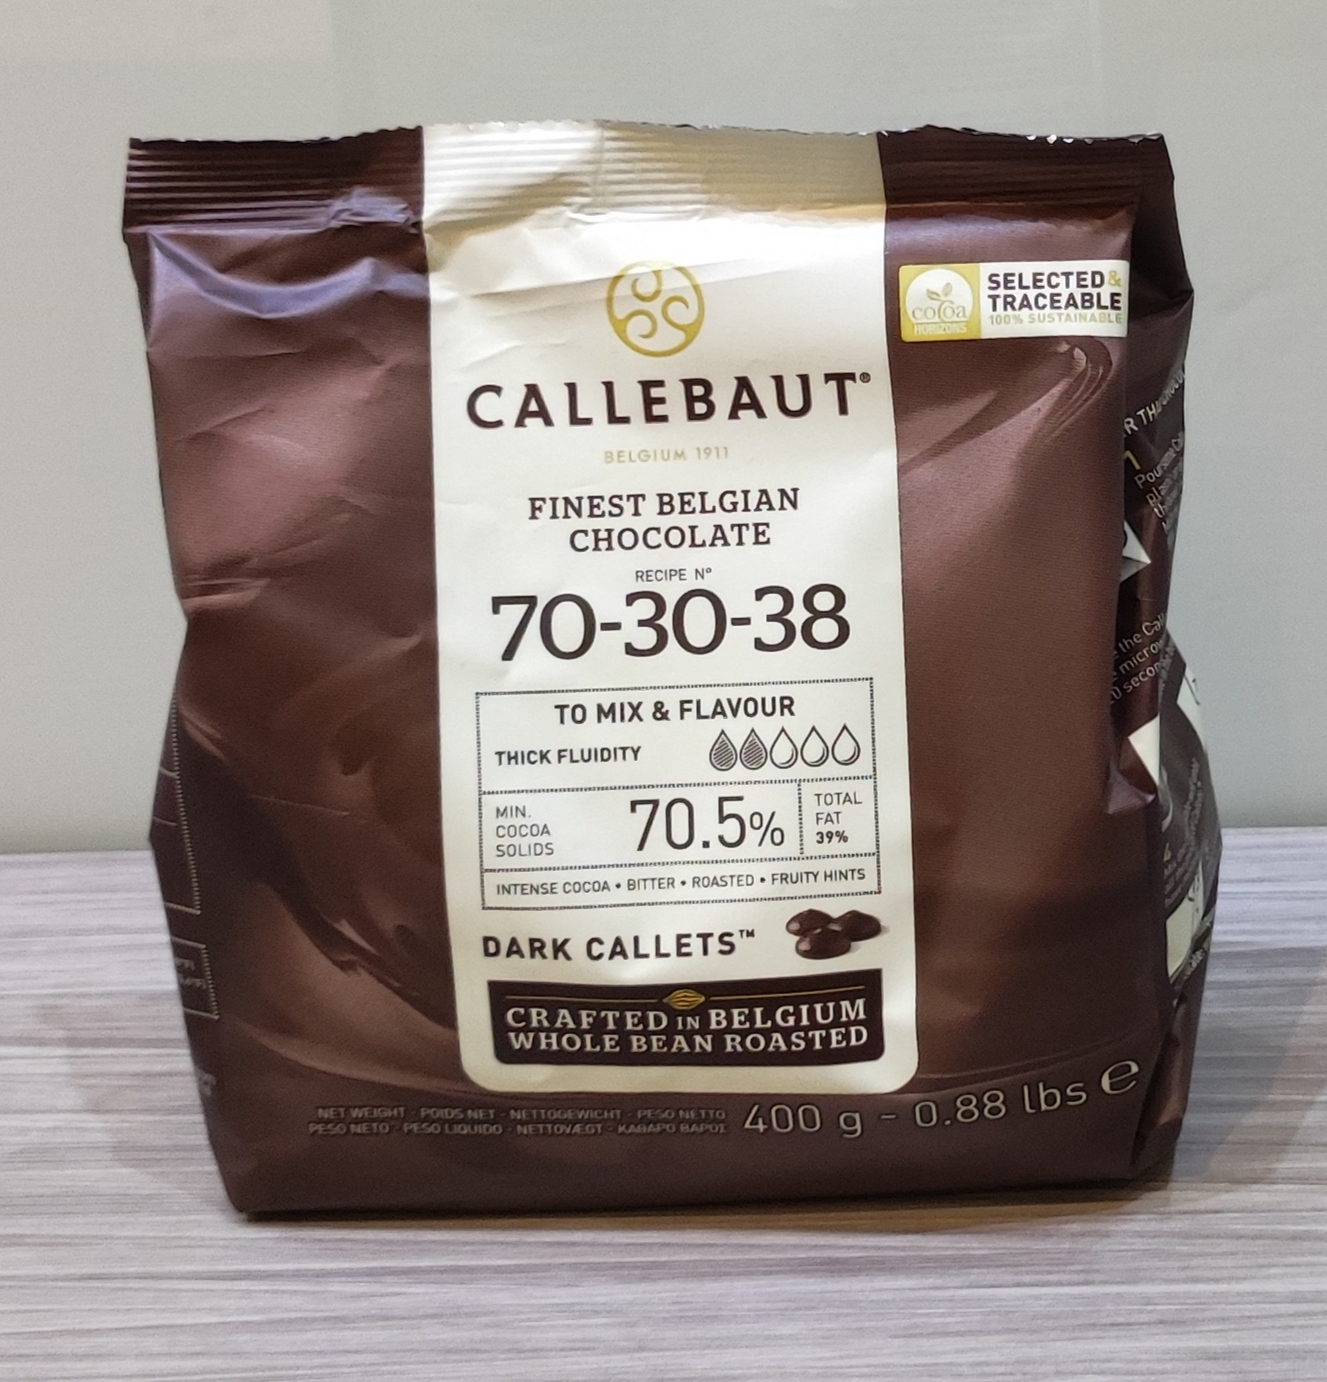 CALLEBAUT®
BELGIUM 1911
FINEST BELGIAN
CHOCOLATE
RECIPE N°
70-30-38
TO MIX & FLAVOUR
THICK FLUIDITY
MIN.
COCOA
SOLIDS
70.5%
TOTAL
FAT
39%
INTENSE COCOA • BITTER • ROASTED • FRUITY HINTS
DARK CALLETS™
CRAFTED IN BELGIUM
WHOLE BEAN ROASTED
NET WEIGHT - POIDS NET - NETTOGEWICHT - PESO NETTO
PESO NETO - PESO LIQUIDO - NETTOVÆGT - ΚΑΘΑΡΟ ΒΑΡΟΣ
400 g - 0.88 lbs e
cocoa
HORIZONS
SELECTED &
TRACEABLE
100% SUSTAINABLE
the